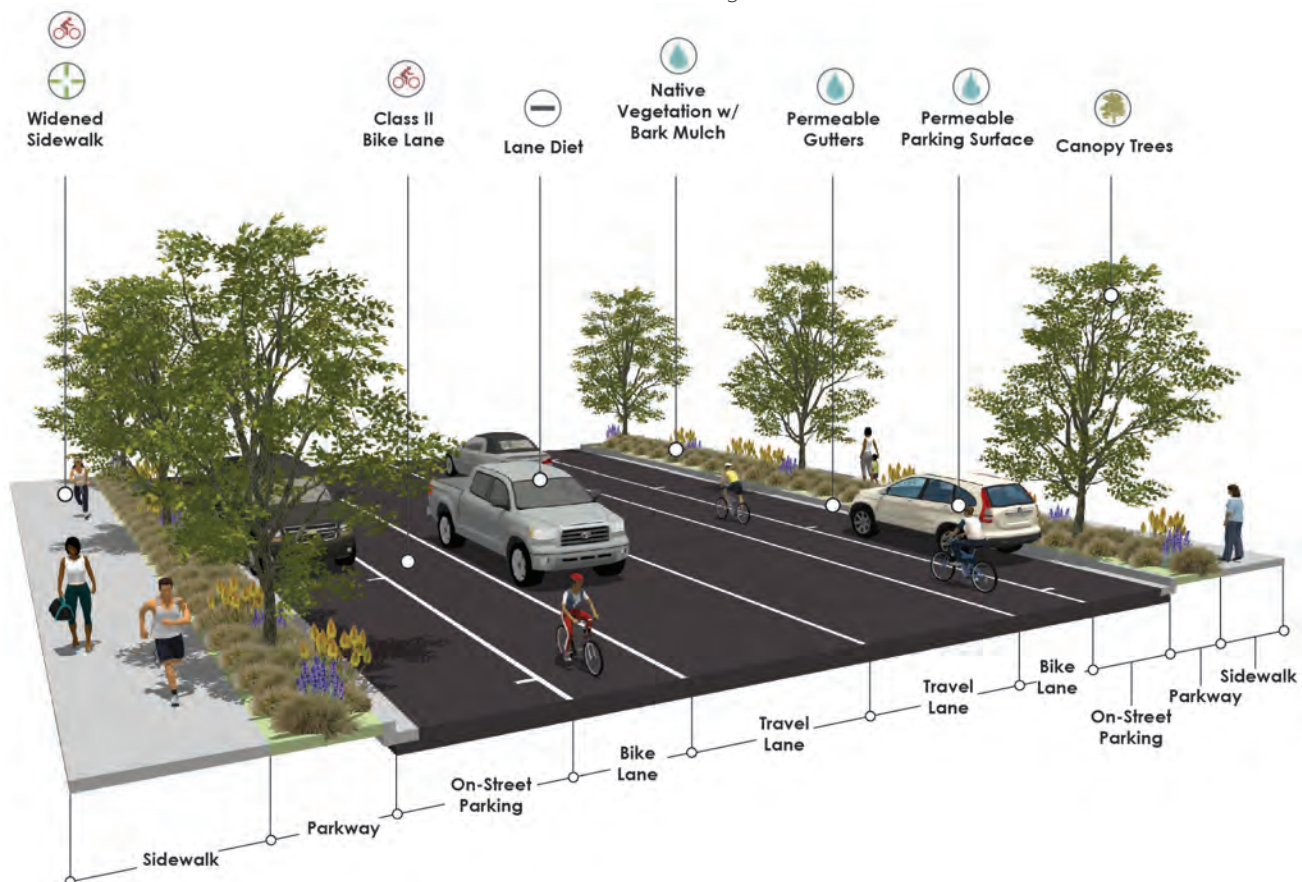 Widened
Sidewalk
Class II
Bike Lane
Lane Diet
Native
Vegetation w/
Bark Mulch
Permeable
Gutters
Permeable
Parking Surface
Canopy Trees
Sidewalk
Parkway
On-Street
Parking
Bike
Lane
Travel
Lane
Travel
Lane
Bike
Lane
On-Street
Parking
Parkway
Sidewalk